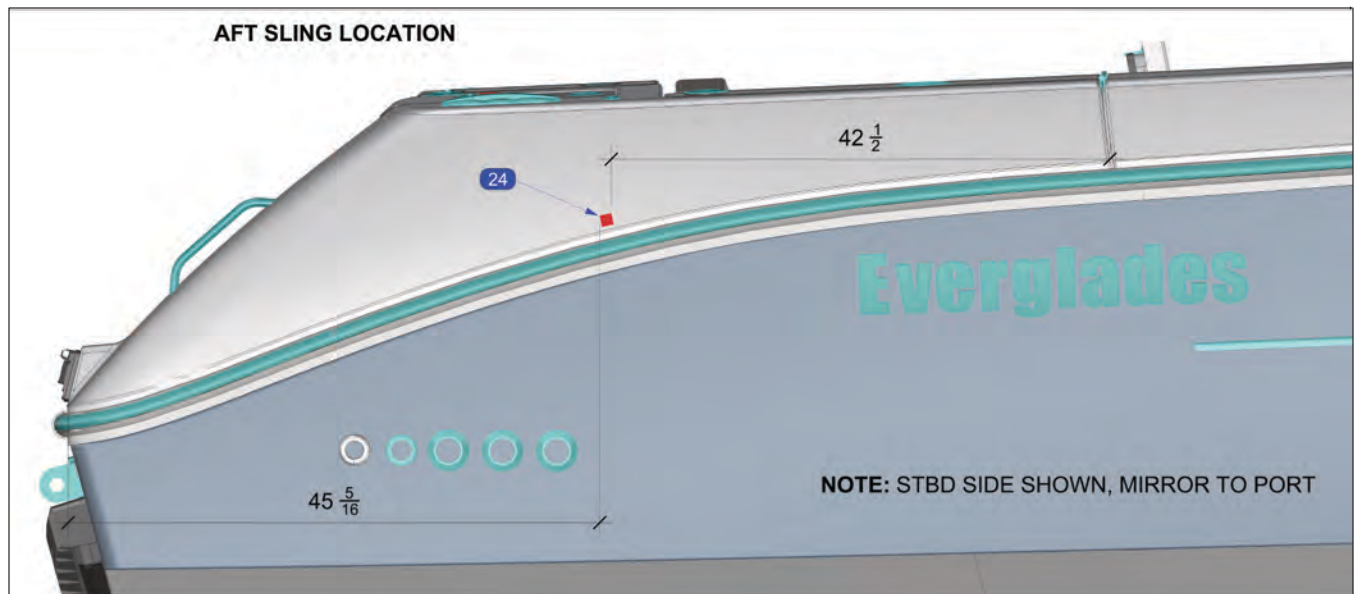 AFT SLING LOCATION
42 1/2
24
Everglades
NOTE: STBD SIDE SHOWN, MIRROR TO PORT
45 5/16